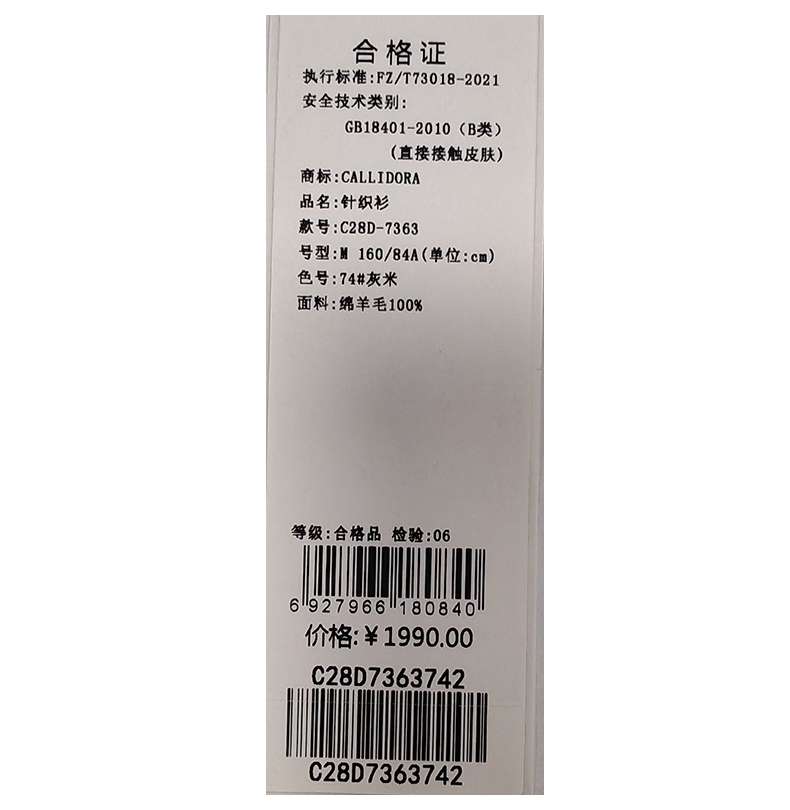 合格证
执行标准:FZ/T73018-2021
安全技术类别:
GB18401-2010（B类）
(直接接触皮肤)
商标:CALLIDORA
品名:针织衫
款号:C28D-7363
号型:M 160/84A(单位:cm)
色号:74#灰米
面料:绵羊毛100%
等级:合格品 检验:06
6 927966 180840
价格:￥1990.00
C28D7363742
C28D7363742